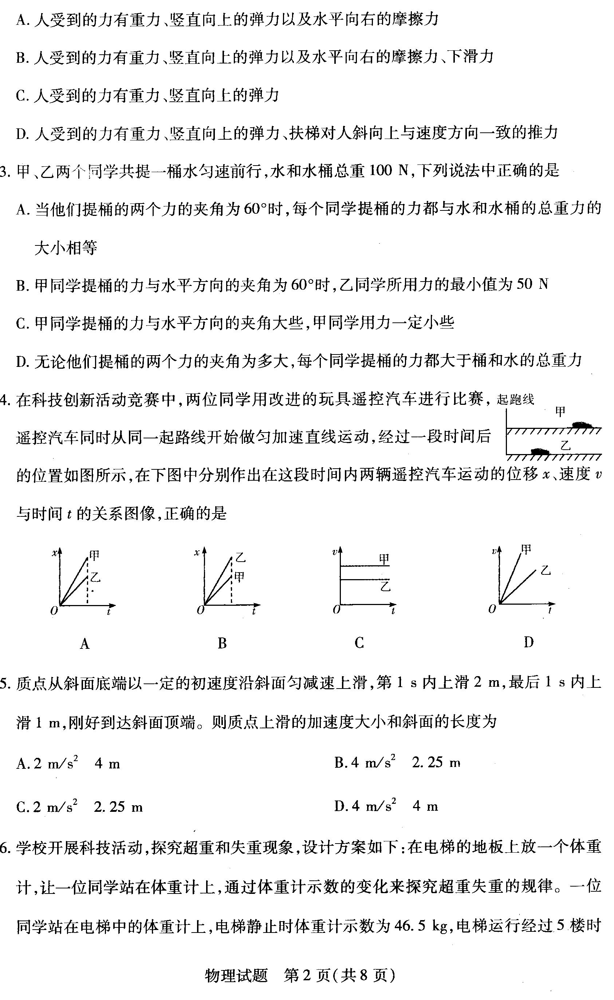 A. 人受到的力有重力、竖直向上的弹力以及水平向右的摩擦力
B. 人受到的力有重力、竖直向上的弹力以及水平向右的摩擦力、下滑力
C. 人受到的力有重力、竖直向上的弹力
D. 人受到的力有重力、竖直向上的弹力、扶梯对人斜向上与速度方向一致的推力
3. 甲、乙两个同学共提一桶水匀速前行,水和水桶总重 100 N,下列说法中正确的是
A. 当他们提桶的两个力的夹角为 60°时,每个同学提桶的力都与水和水桶的总重力的
大小相等
B. 甲同学提桶的力与水平方向的夹角为 60°时,乙同学所用力的最小值为 50 N
C. 甲同学提桶的力与水平方向的夹角大些,甲同学用力一定小些
D. 无论他们提桶的两个力的夹角为多大,每个同学提桶的力都大于桶和水的总重力
4. 在科技创新活动竞赛中,两位同学用改进的玩具遥控汽车进行比赛,
起跑线
甲
遥控汽车同时从同一起路线开始做匀加速直线运动,经过一段时间后
乙
的位置如图所示,在下图中分别作出在这段时间内两辆遥控汽车运动的位移 x、速度 v
与时间 t 的关系图像,正确的是
x 甲 乙 O t
x 乙 甲 O t
v 甲 乙 O t
v 甲 乙 O t
A B C D
5. 质点从斜面底端以一定的初速度沿斜面匀减速上滑,第 1 s 内上滑 2 m,最后 1 s 内上
滑 1 m,刚好到达斜面顶端。则质点上滑的加速度大小和斜面的长度为
A. 2 m/s² 4 m B. 4 m/s² 2.25 m
C. 2 m/s² 2.25 m D. 4 m/s² 4 m
6. 学校开展科技活动,探究超重和失重现象,设计方案如下:在电梯的地板上放一个体重
计,让一位同学站在体重计上,通过体重计示数的变化来探究超重失重的规律。一位
同学站在电梯中的体重计上,电梯静止时体重计示数为 46.5 kg,电梯运行经过 5 楼时
物理试题 第 2 页(共 8 页)